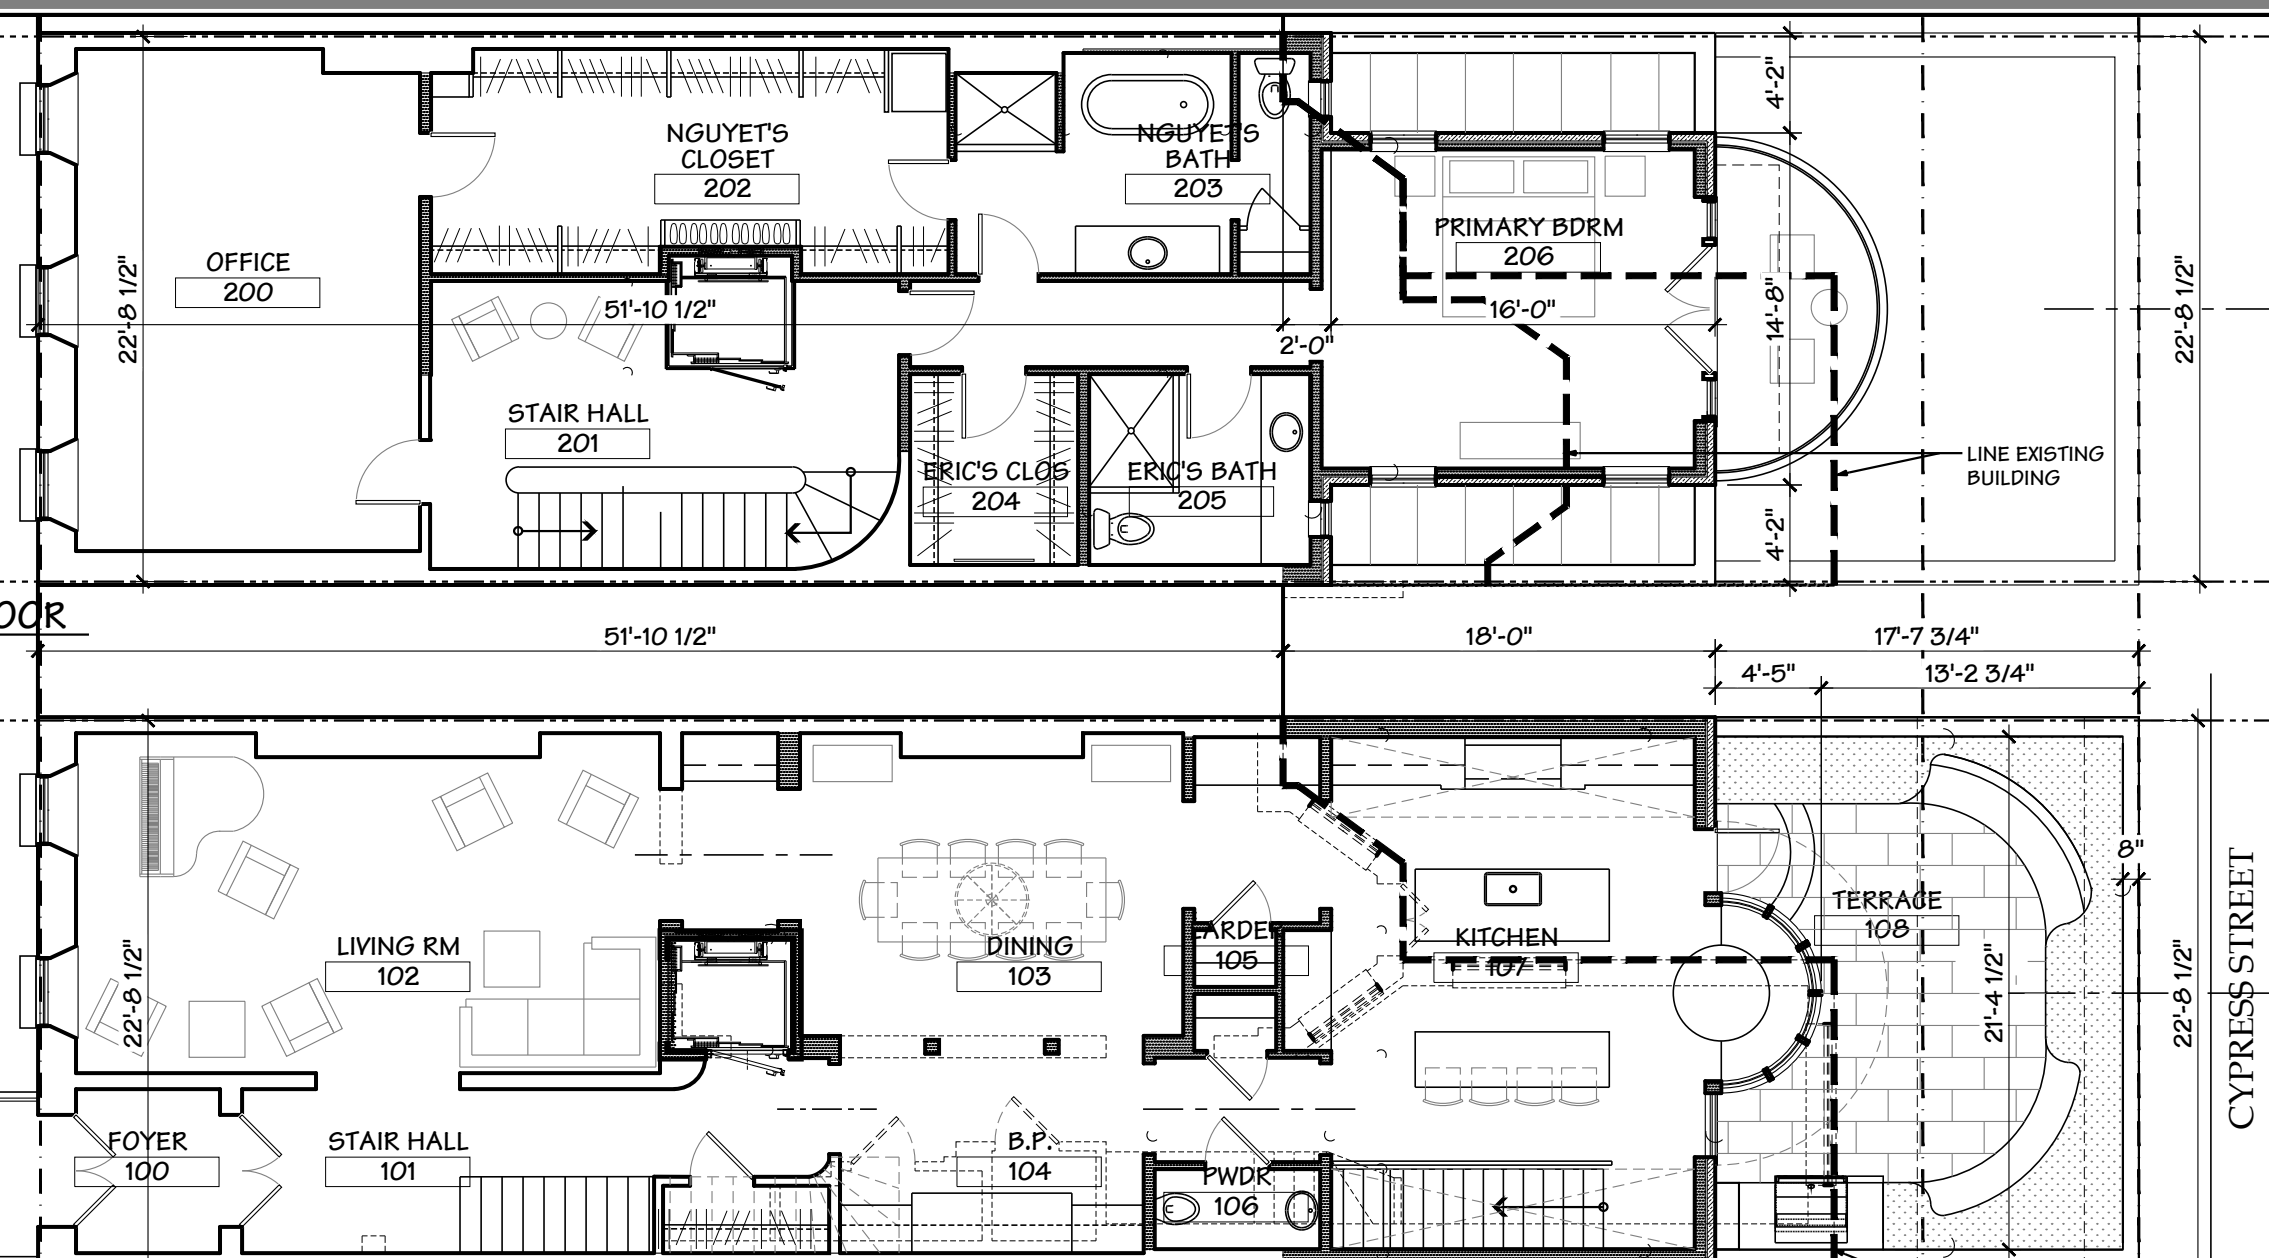 4'-2"
NGUYET'S
CLOSET
202
NGUYET'S
BATH
203
PRIMARY BDRM
206
OFFICE
200
22'-8 1/2"
51'-10 1/2"
2'-0"
16'-0"
14'-8"
22'-8 1/2"
STAIR HALL
201
ERIC'S CLOS
204
ERIC'S BATH
205
LINE EXISTING
BUILDING
4'-2"
OOR
51'-10 1/2"
18'-0"
17'-7 3/4"
4'-5"
13'-2 3/4"
8"
TERRACE
108
LIVING RM
102
DINING
103
LARDER
105
KITCHEN
107
22'-8 1/2"
21'-4 1/2"
22'-8 1/2"
CYPRESS STREET
FOYER
100
STAIR HALL
101
B.P.
104
PWDR
106